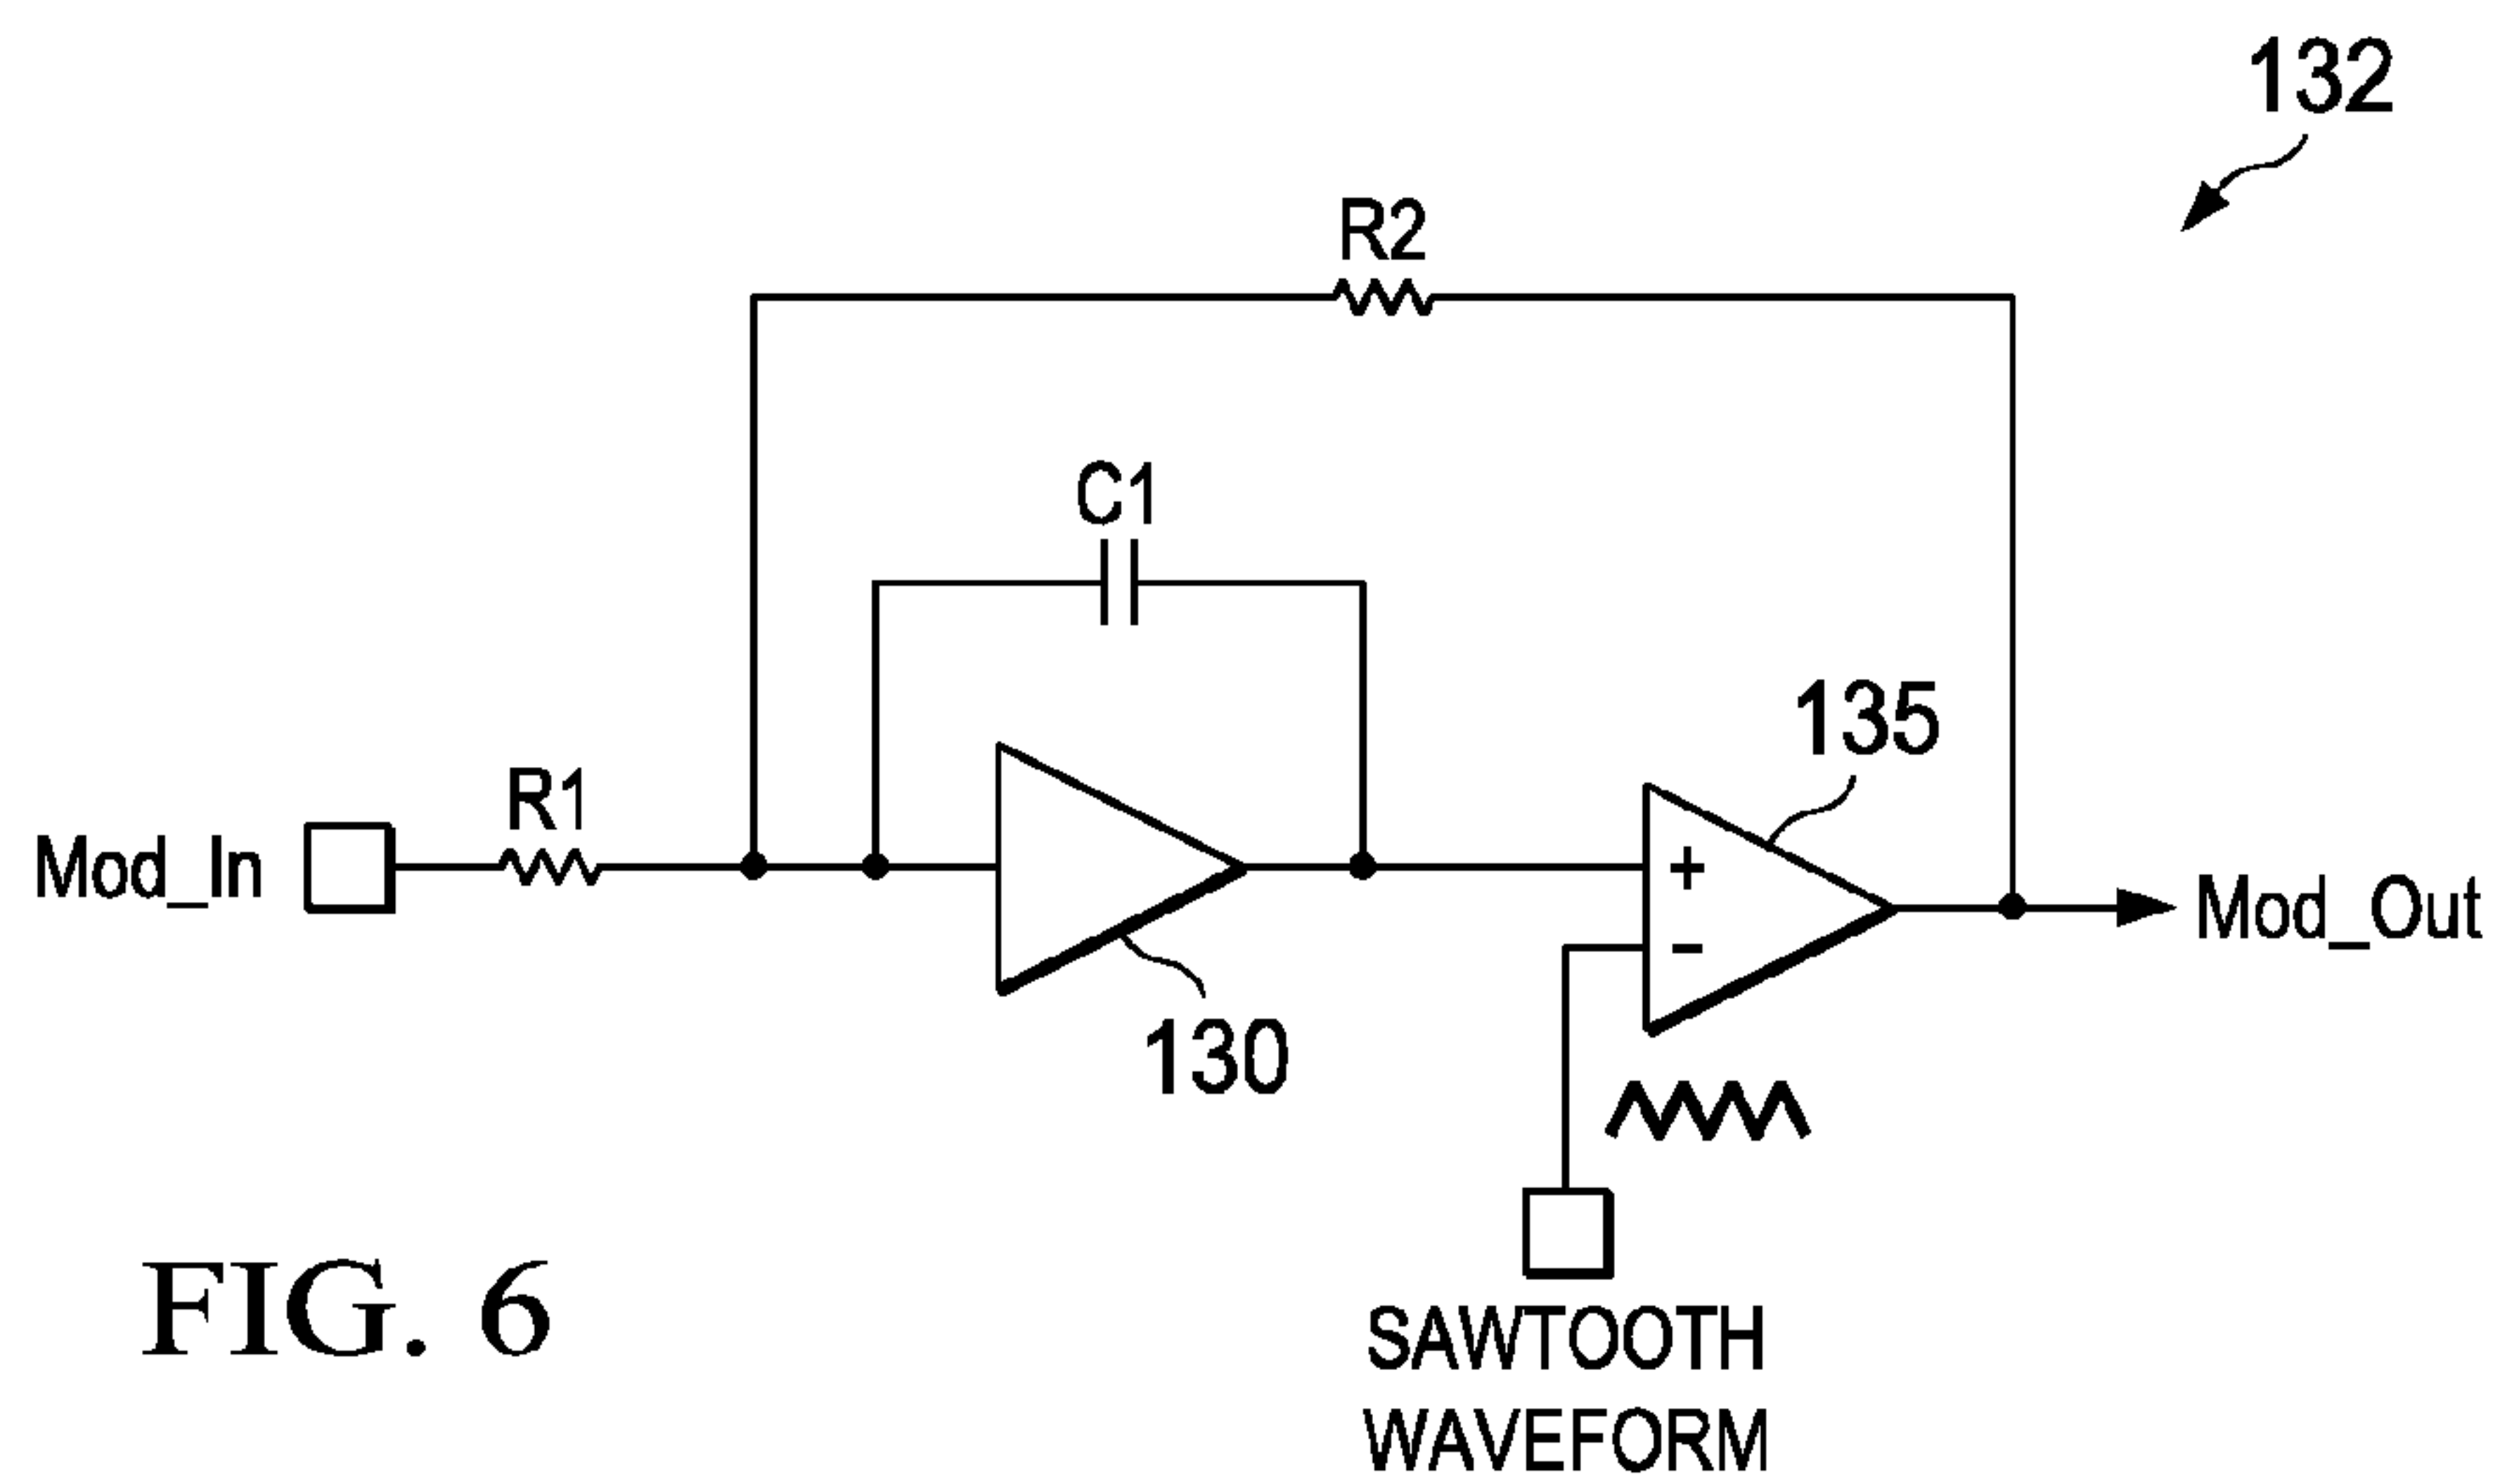 132
R2
C1
135
R1
Mod_In
+
-
Mod_Out
130
FIG. 6
SAWTOOTH
WAVEFORM